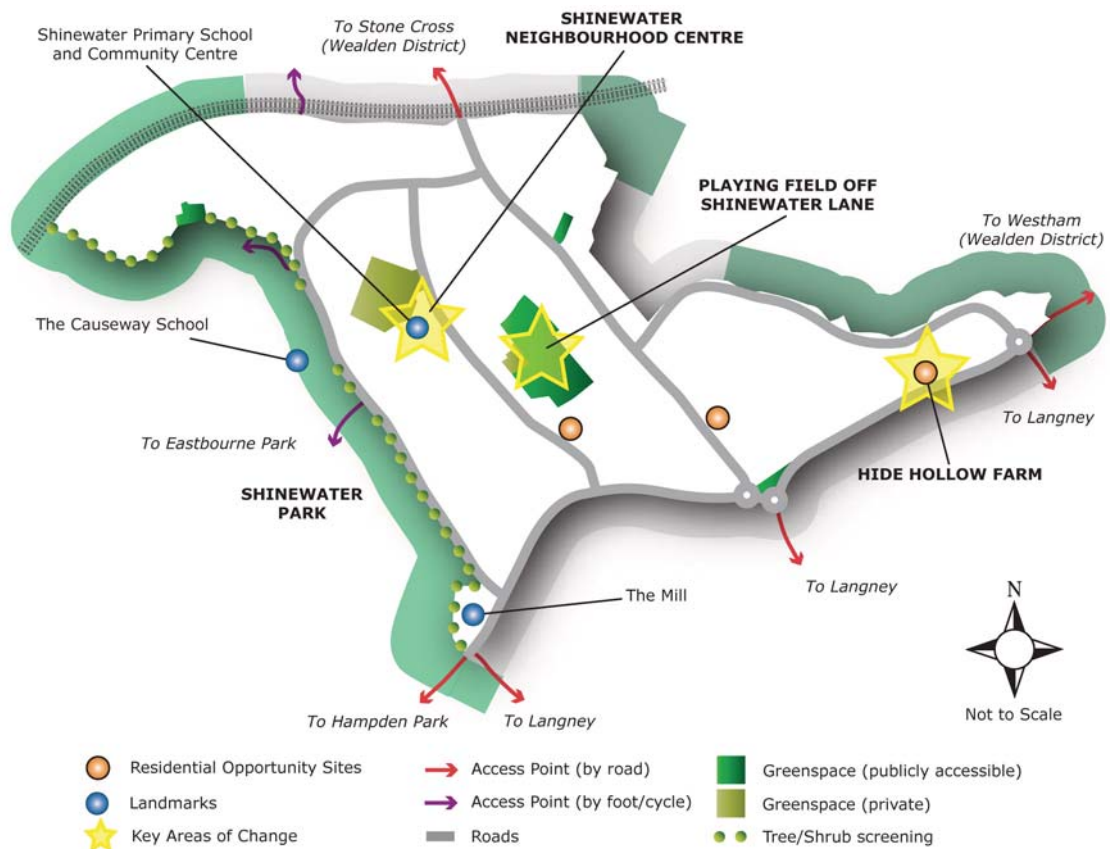 SHINEWATER
NEIGHBOURHOOD CENTRE
To Stone Cross
(Wealden District)
Shinewater Primary School
and Community Centre
PLAYING FIELD OFF
SHINEWATER LANE
To Westham
(Wealden District)
The Causeway School
To Langney
To Eastbourne Park
HIDE HOLLOW FARM
SHINEWATER
PARK
To Langney
The Mill
N
To Hampden Park
To Langney
Not to Scale
Residential Opportunity Sites
Access Point (by road)
Greenspace (publicly accessible)
Landmarks
Access Point (by foot/cycle)
Greenspace (private)
Key Areas of Change
Roads
Tree/Shrub screening